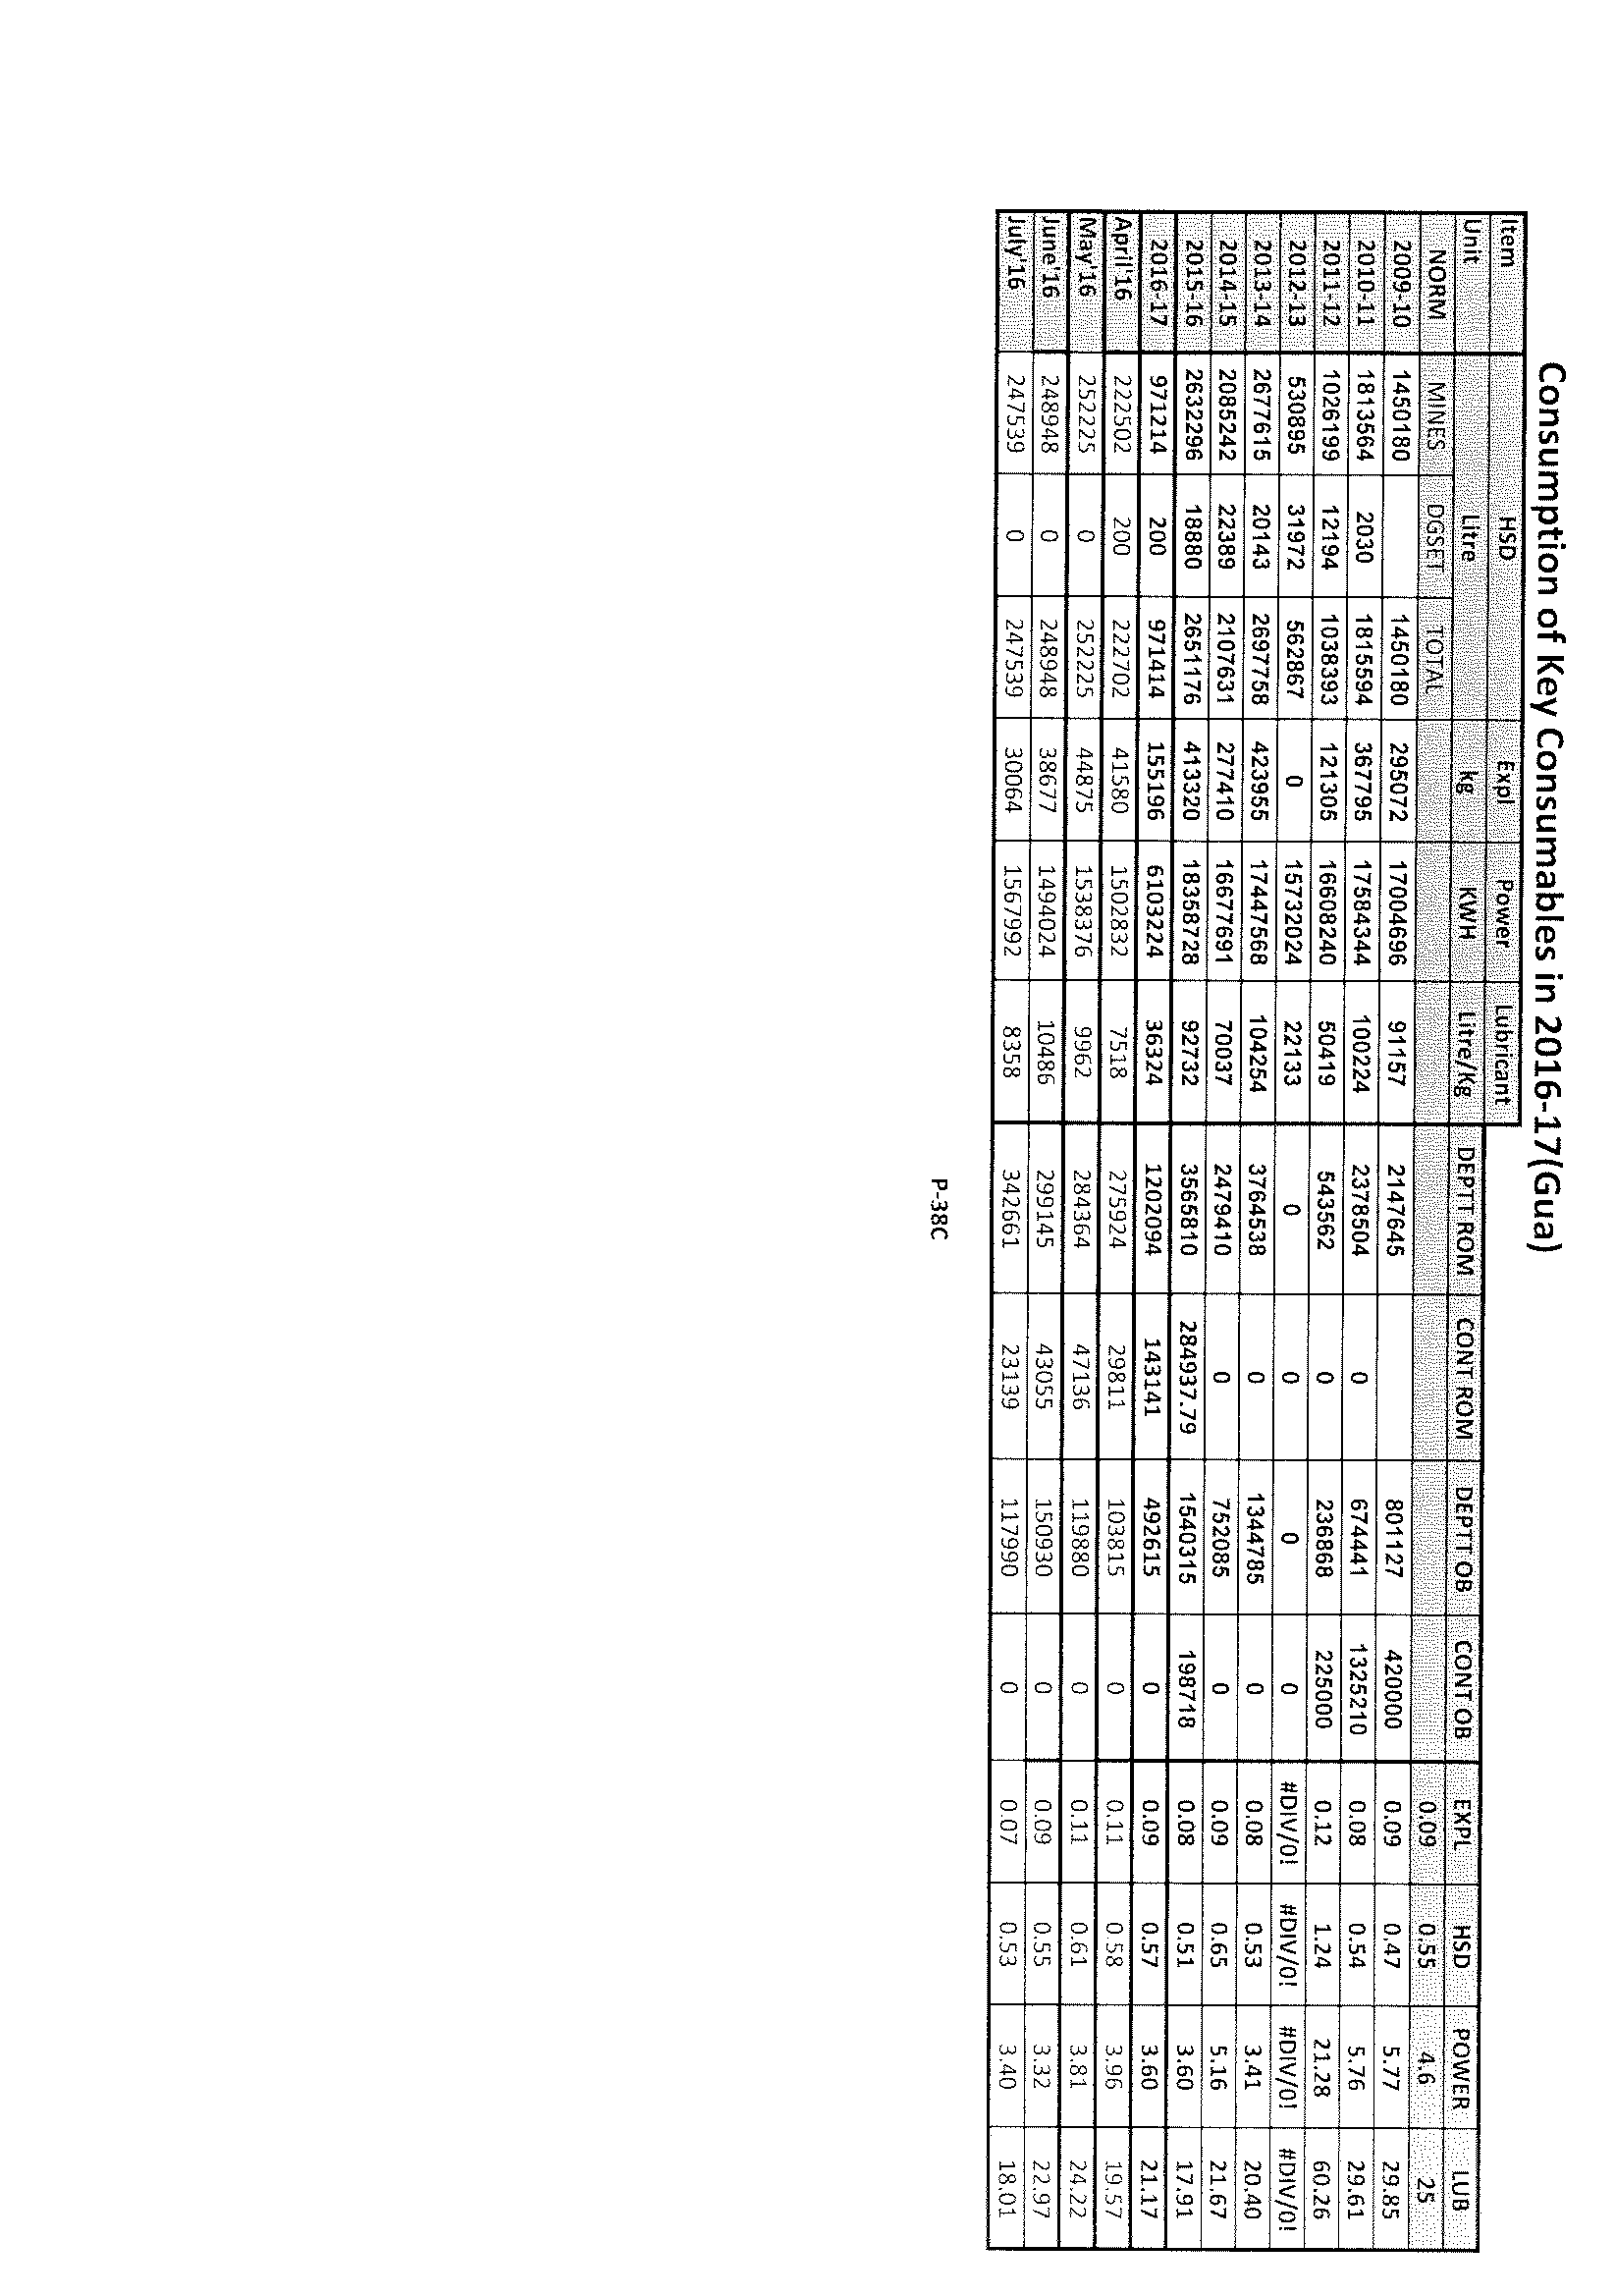 Consumption of Key Consumables in 2016-17(Gua)
Item HSD Expl Power Lubricant
Unit Litre kg KWH Litre/Kg DEPTT ROM CONT ROM DEPTT OB CONT OB EXPL HSD POWER LUB
NORM MINES DGSET TOTAL 0.09 0.55 4.6 25
2009-10 1450180 1450180 295072 17004696 91157 2147645 801127 420000 0.09 0.47 5.77 29.85
2010-11 1813564 2030 1815594 367795 17584344 100224 2378504 0 674441 1325210 0.08 0.54 5.76 29.61
2011-12 1026199 12194 1038393 121305 16608240 50419 543562 0 236868 225000 0.12 1.24 21.28 60.26
2012-13 530895 31972 562867 0 15732024 22133 0 0 0 0 #DIV/0! #DIV/0! #DIV/0! #DIV/0!
2013-14 2677615 20143 2697758 423955 17447568 104254 3764538 0 1344785 0 0.08 0.53 3.41 20.40
2014-15 2085242 22389 2107631 277410 16677691 70037 2479410 0 752085 0 0.09 0.65 5.16 21.67
2015-16 2632296 18880 2651176 413320 18358728 92732 3565810 284937.79 1540315 198718 0.08 0.51 3.60 17.91
2016-17 971214 200 971414 155196 6103224 36324 1202094 143141 492615 0 0.09 0.57 3.60 21.17
April'16 222502 200 222702 41580 1502832 7518 275924 29811 103815 0 0.11 0.58 3.96 19.57
May'16 252225 0 252225 44875 1538376 9962 284364 47136 119880 0 0.11 0.61 3.81 24.22
June'16 248948 0 248948 38677 1494024 10486 299145 43055 150930 0 0.09 0.55 3.32 22.97
July'16 247539 0 247539 30064 1567992 8358 342661 23139 117990 0 0.07 0.53 3.40 18.01
P-38C